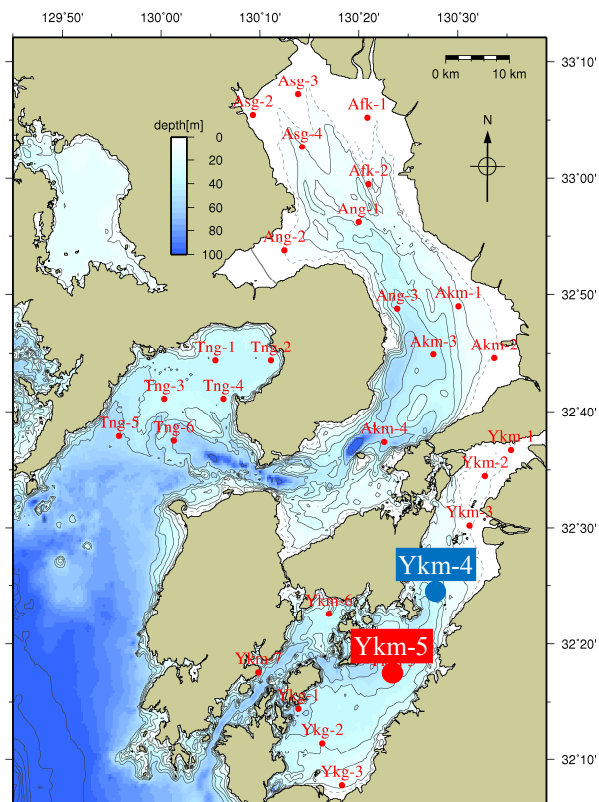 129°50' 130°00' 130°10' 130°20' 130°30'
33°10'
33°00'
32°50'
32°40'
32°30'
32°20'
32°10'
0 km 10 km
N
depth[m]
0
20
40
60
80
100
Asg-3
Asg-2
Afk-1
Asg-4
Afk-2
Ang-1
Ang-2
Ang-3
Akm-1
Akm-3
Akm-2
Tng-1
Tng-2
Tng-3
Tng-4
Tng-5
Tng-6
Akm-4
Ykm-1
Ykm-2
Ykm-3
Ykm-4
Ykm-6
Ykm-5
Ykm-7
Ykg-1
Ykg-2
Ykg-3